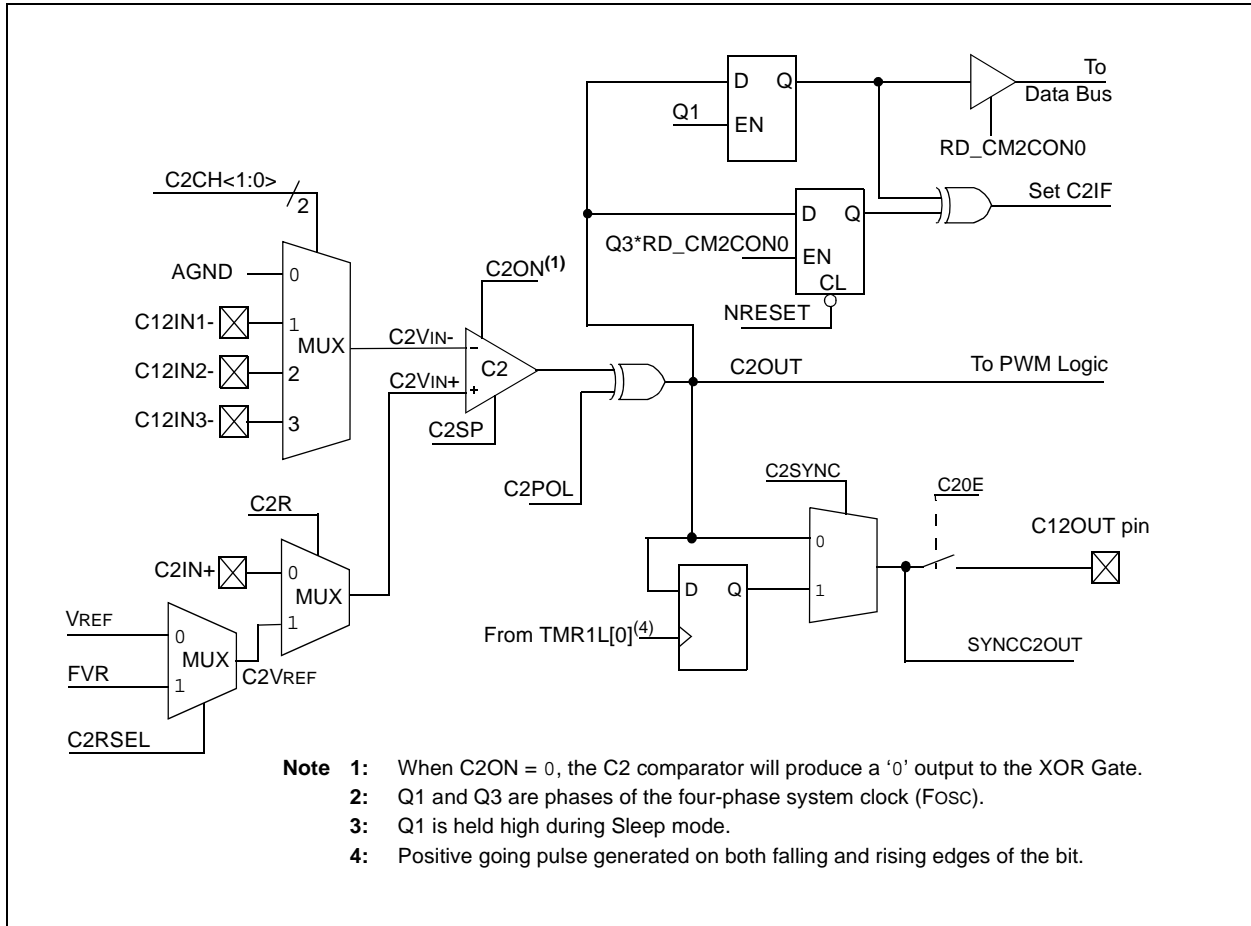 D Q
To
Data Bus
Q1
EN
RD_CM2CON0
C2CH<1:0>
2
D Q
Set C2IF
Q3*RD_CM2CON0
EN
CL
NRESET
AGND
0
C2ON(1)
C12IN1-
1
MUX
C2VIN-
C2
C2OUT
To PWM Logic
C12IN2-
2
C2VIN+
+
C12IN3-
3
C2SP
C2POL
C2SYNC
C20E
C12OUT pin
C2R
C2IN+
0
MUX
1
0
1
D Q
From TMR1L[0](4)
SYNCC2OUT
VREF
0
MUX
FVR
1
C2VREF
C2RSEL
Note 1: When C2ON = 0, the C2 comparator will produce a ‘0’ output to the XOR Gate.
2: Q1 and Q3 are phases of the four-phase system clock (FOSC).
3: Q1 is held high during Sleep mode.
4: Positive going pulse generated on both falling and rising edges of the bit.